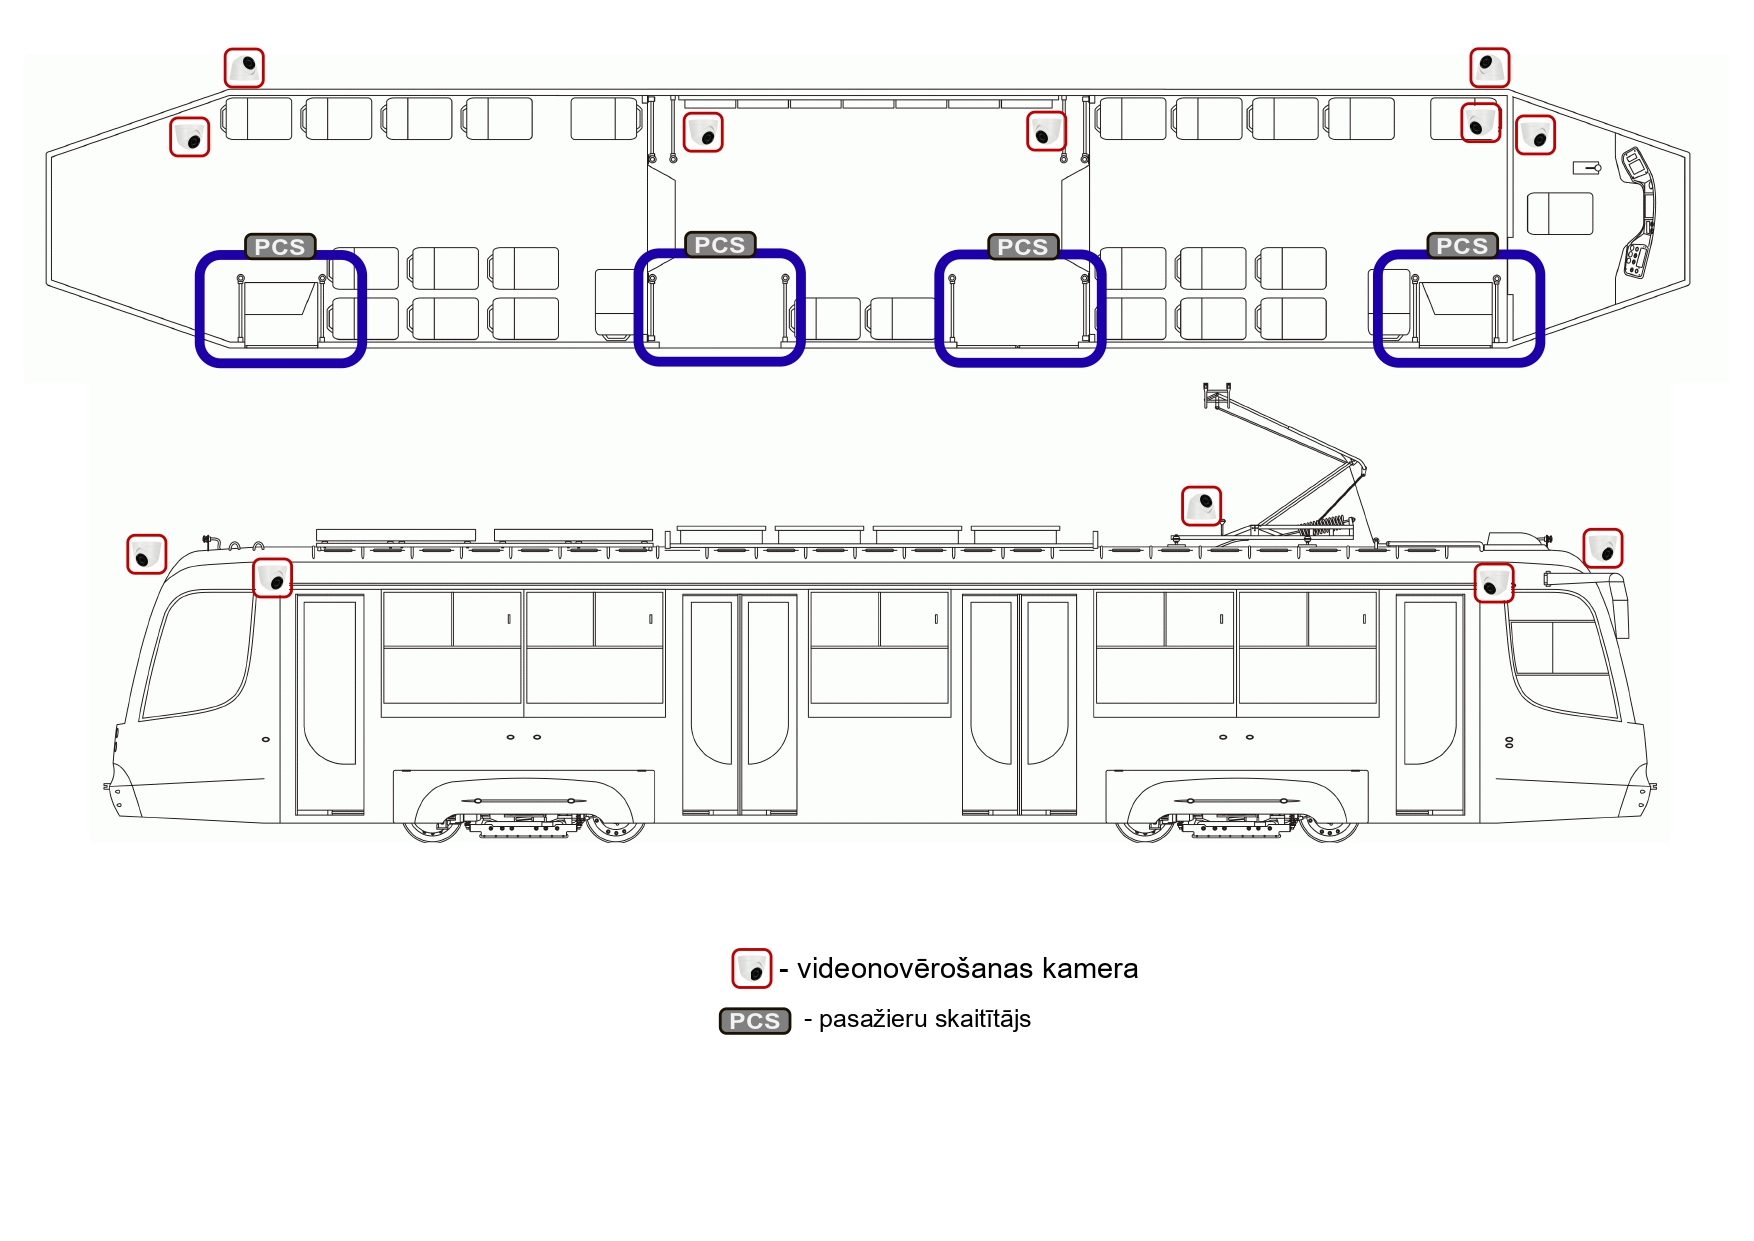 PCS
PCS
PCS
PCS
- videonovērošanas kamera
PCS - pasažieru skaitītājs